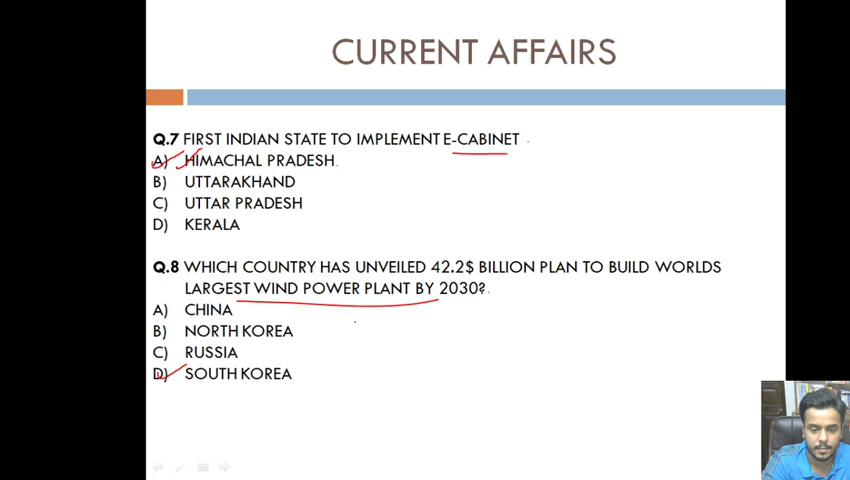 CURRENT AFFAIRS
Q.7 FIRST INDIAN STATE TO IMPLEMENT E-CABINET
A) HIMACHAL PRADESH
B) UTTARAKHAND
C) UTTAR PRADESH
D) KERALA
Q.8 WHICH COUNTRY HAS UNVEILED 42.2$ BILLION PLAN TO BUILD WORLDS
LARGEST WIND POWER PLANT BY 2030?
A) CHINA
B) NORTH KOREA
C) RUSSIA
D) SOUTH KOREA